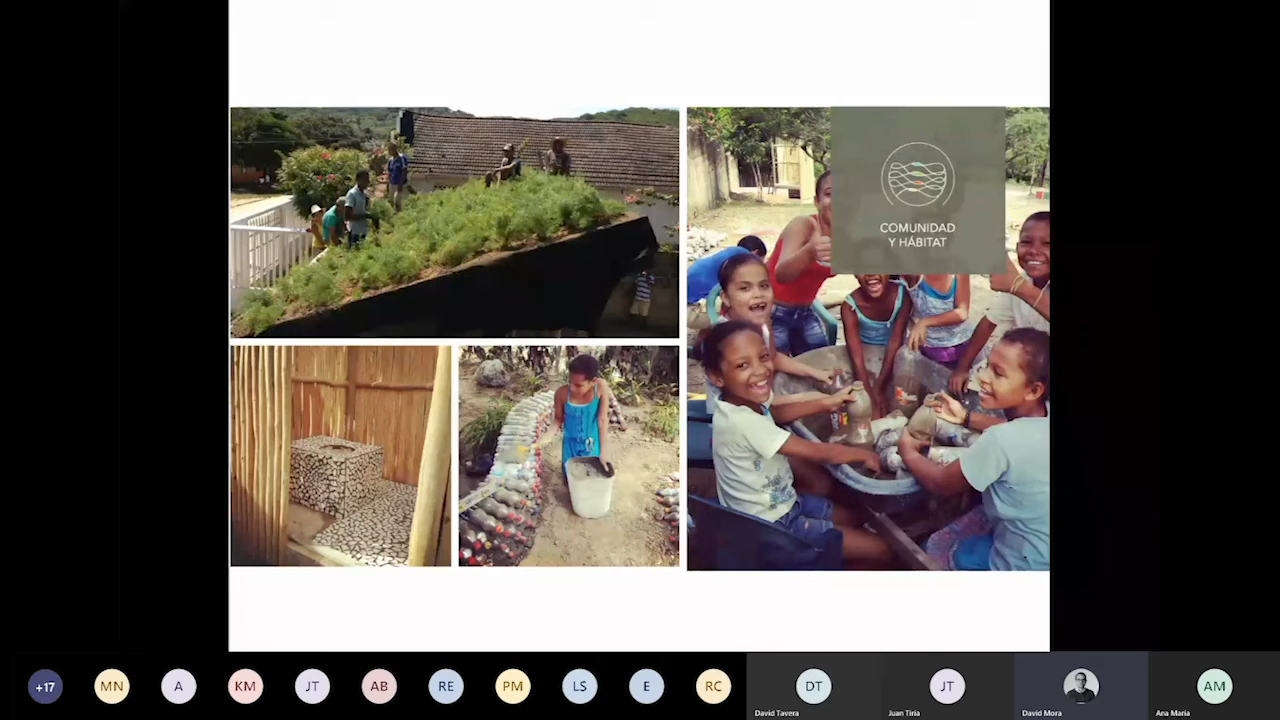 COMUNIDAD
Y HÁBITAT
+17
MN
A
KM
JT
AB
RE
PM
LS
E
RC
DT
JT
AM
David Tavera
Juan Tiria
David Mora
Ana Maria